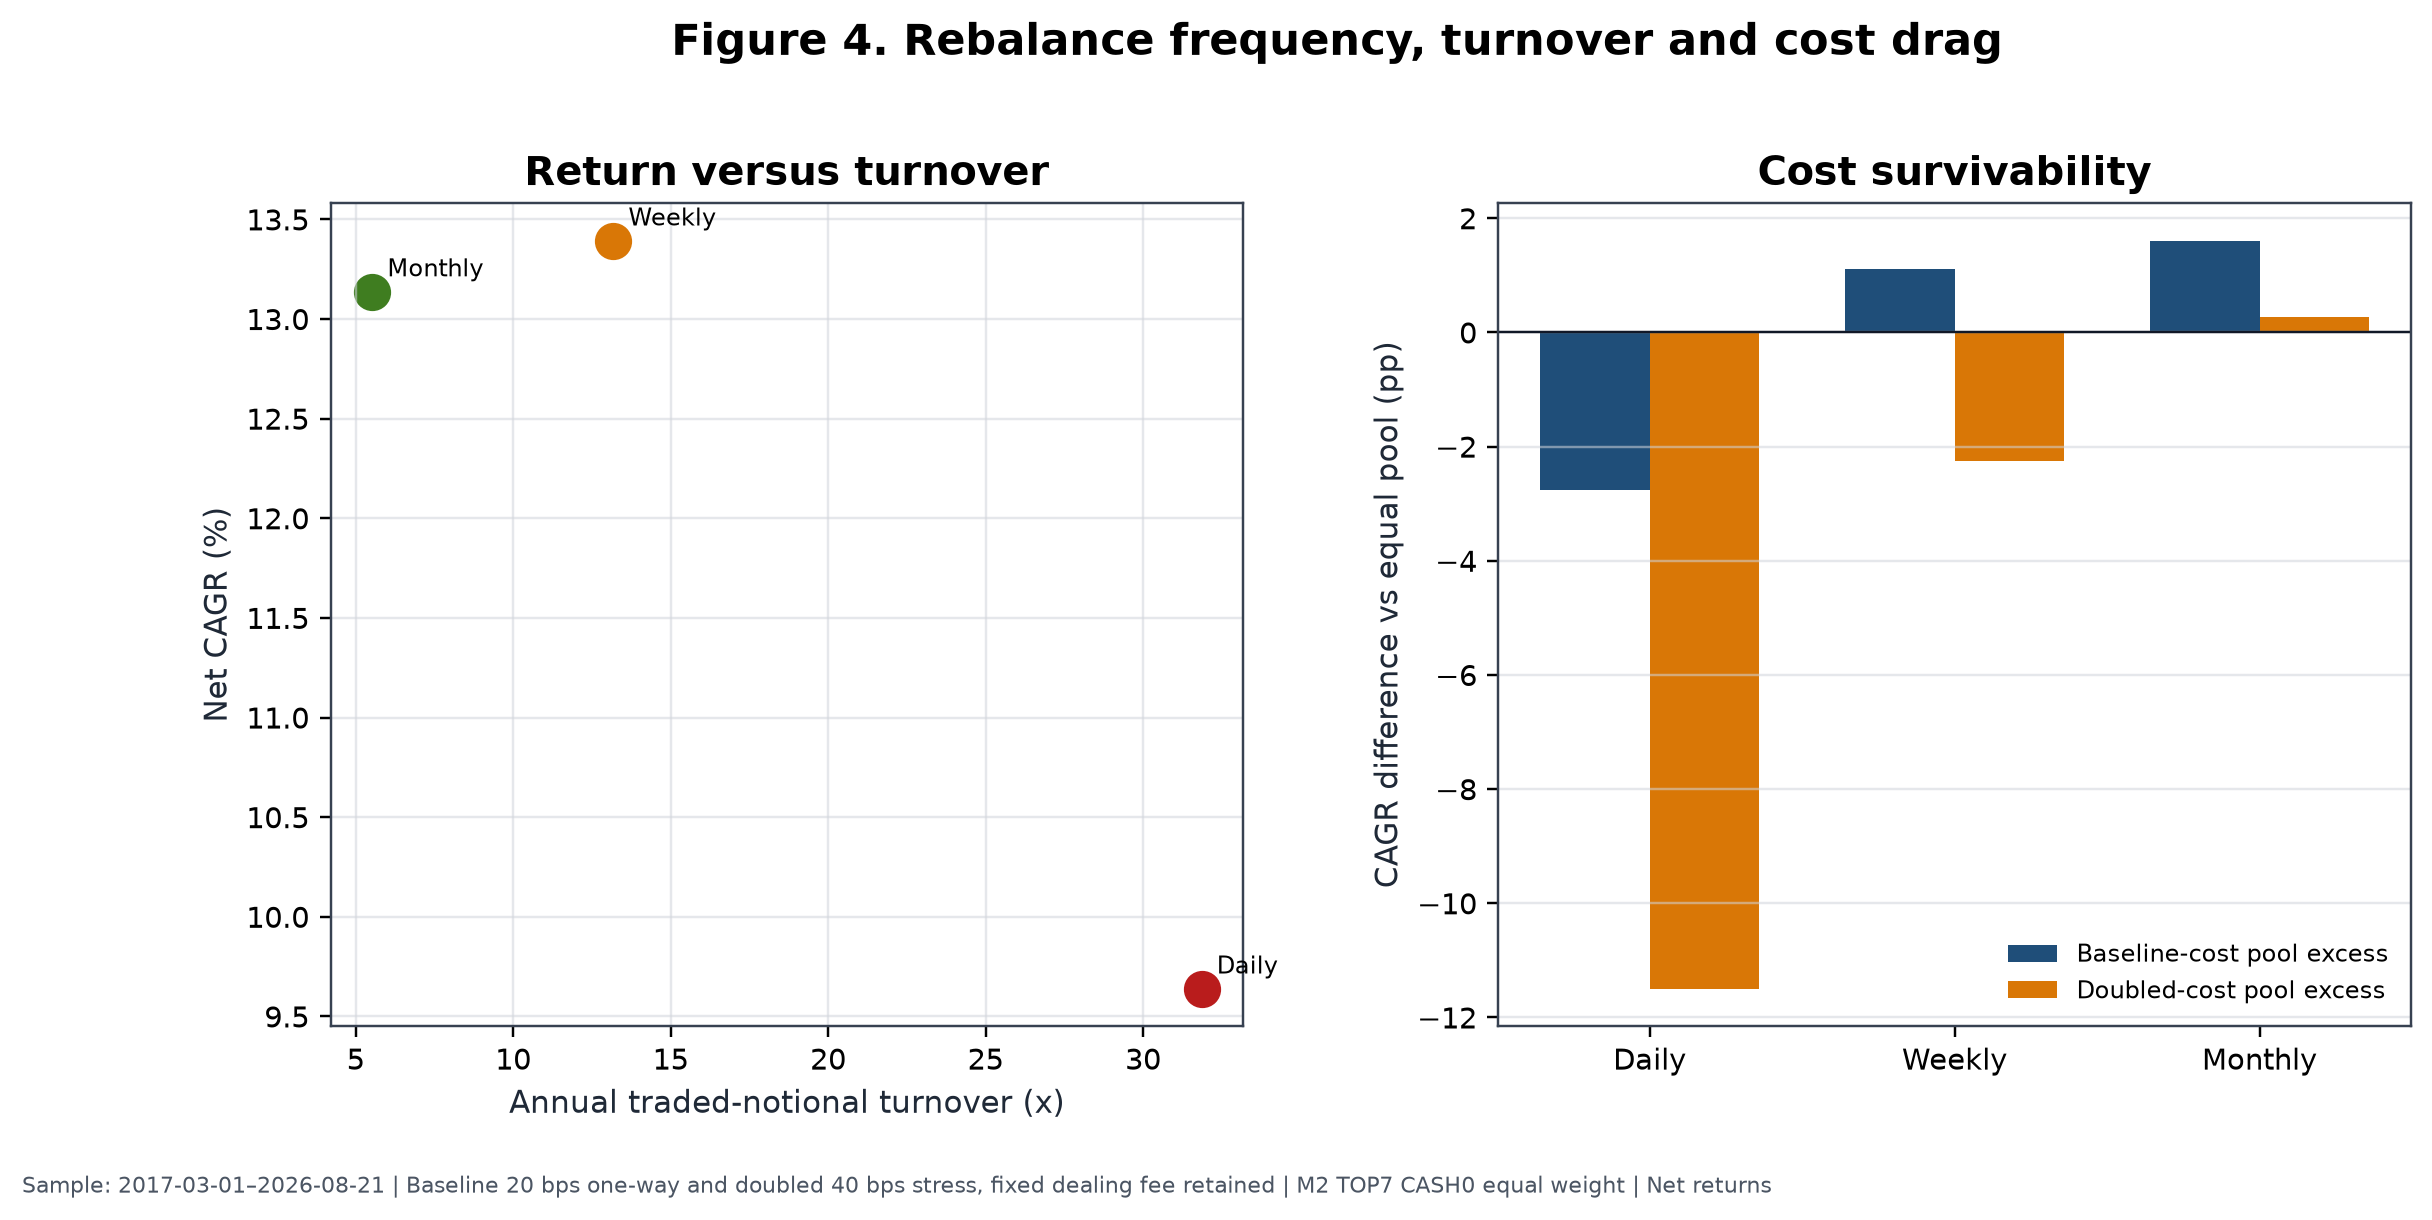 Figure 4. Rebalance frequency, turnover and cost drag
Return versus turnover
Net CAGR (%)
13.5
13.0
12.5
12.0
11.5
11.0
10.5
10.0
9.5
Weekly
Monthly
Daily
5 10 15 20 25 30
Annual traded-notional turnover (x)
Cost survivability
CAGR difference vs equal pool (pp)
2
0
−2
−4
−6
−8
−10
−12
Baseline-cost pool excess
Doubled-cost pool excess
Daily Weekly Monthly
Sample: 2017-03-01–2026-08-21 | Baseline 20 bps one-way and doubled 40 bps stress, fixed dealing fee retained | M2 TOP7 CASH0 equal weight | Net returns